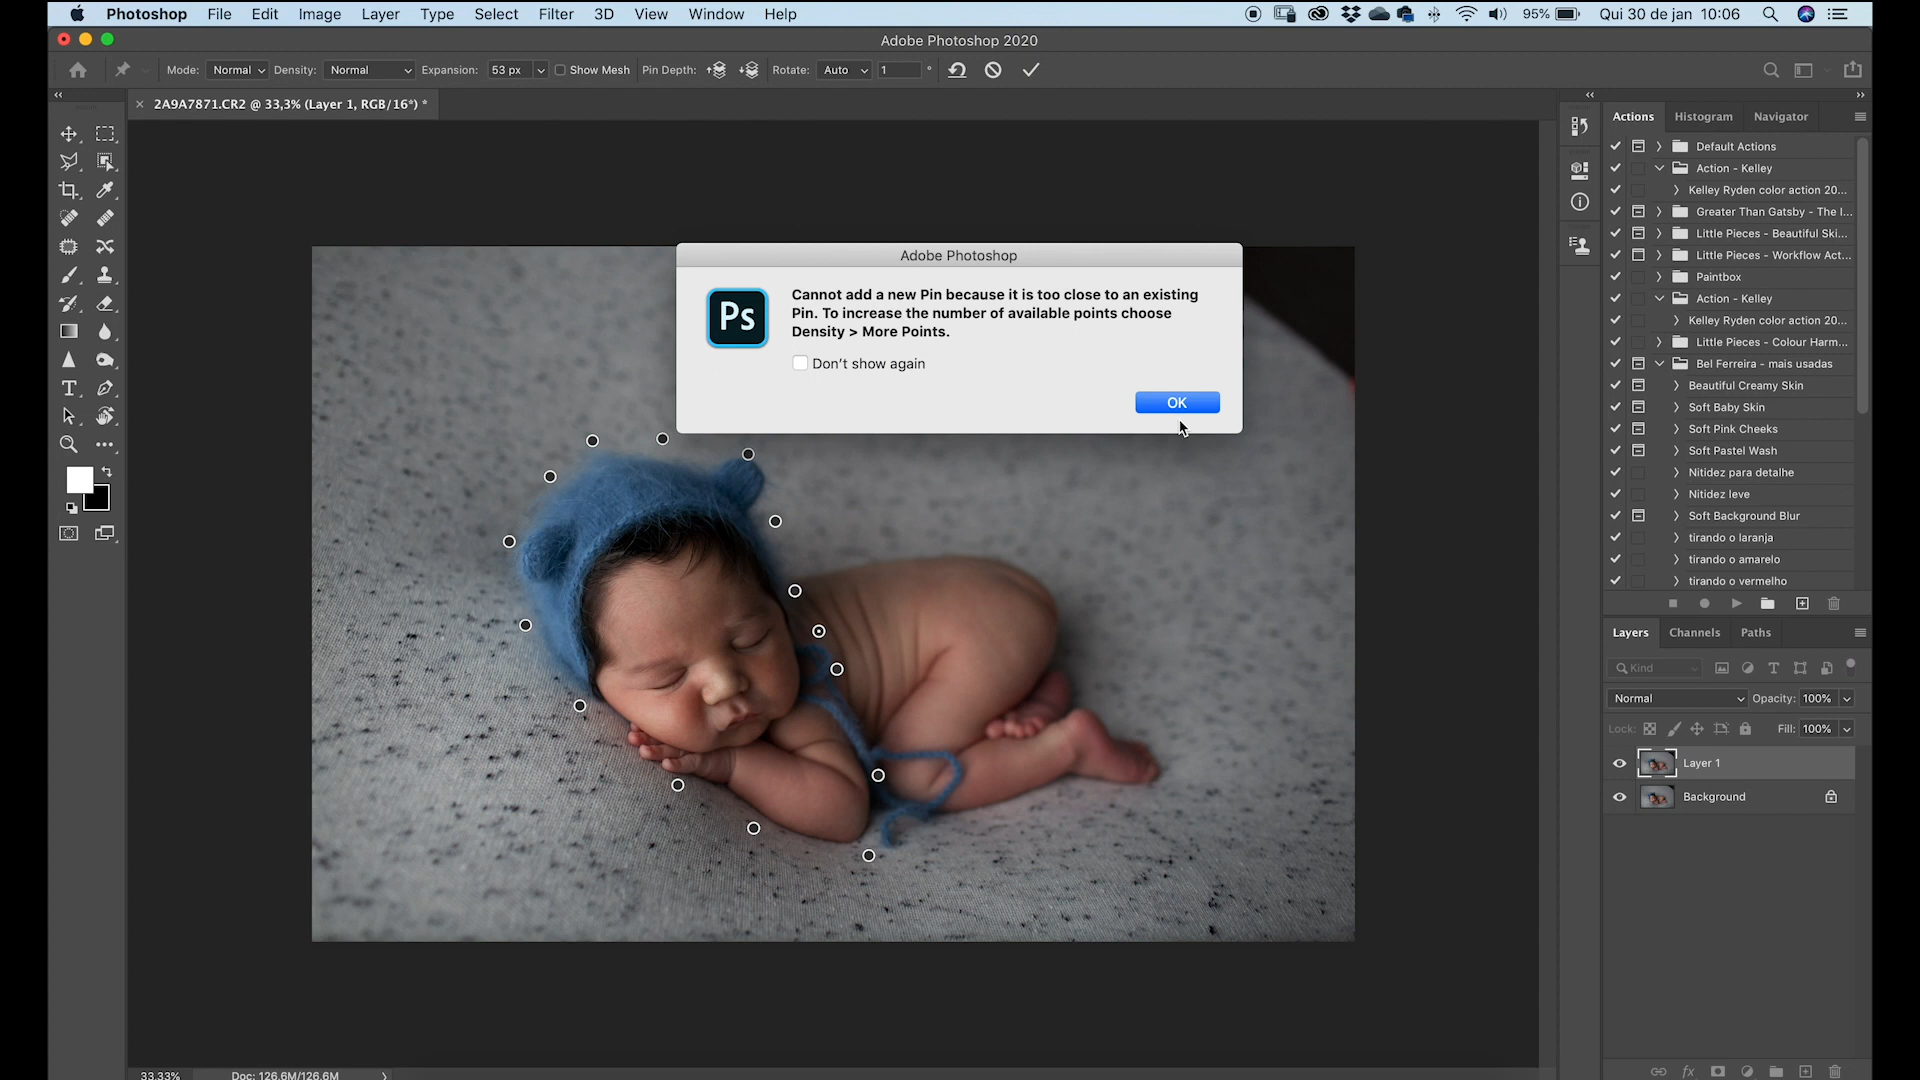 Photoshop File Edit Image Layer Type Select Filter 3D View Window Help 95% Qui 30 de jan 10:06
Adobe Photoshop 2020
Mode: Normal Density: Normal Expansion: 53 px Show Mesh Pin Depth: Rotate: Auto 1 °
× 2A9A7871.CR2 @ 33,3% (Layer 1, RGB/16*) *
Actions Histogram Navigator
Default Actions
Action - Kelley
Kelley Ryden color action 20...
Greater Than Gatsby - The I...
Little Pieces - Beautiful Ski...
Little Pieces - Workflow Act...
Paintbox
Action - Kelley
Kelley Ryden color action 20...
Little Pieces - Colour Harm...
Bel Ferreira - mais usadas
Beautiful Creamy Skin
Soft Baby Skin
Soft Pink Cheeks
Soft Pastel Wash
Nitidez para detalhe
Nitidez leve
Soft Background Blur
tirando o laranja
tirando o amarelo
tirando o vermelho
Adobe Photoshop
Ps
Cannot add a new Pin because it is too close to an existing
Pin. To increase the number of available points choose
Density > More Points.
Don't show again
OK
Layers Channels Paths
Kind
Normal Opacity: 100%
Lock: Fill: 100%
Layer 1
Background
33,33% Doc: 126,6M/126,6M
fx